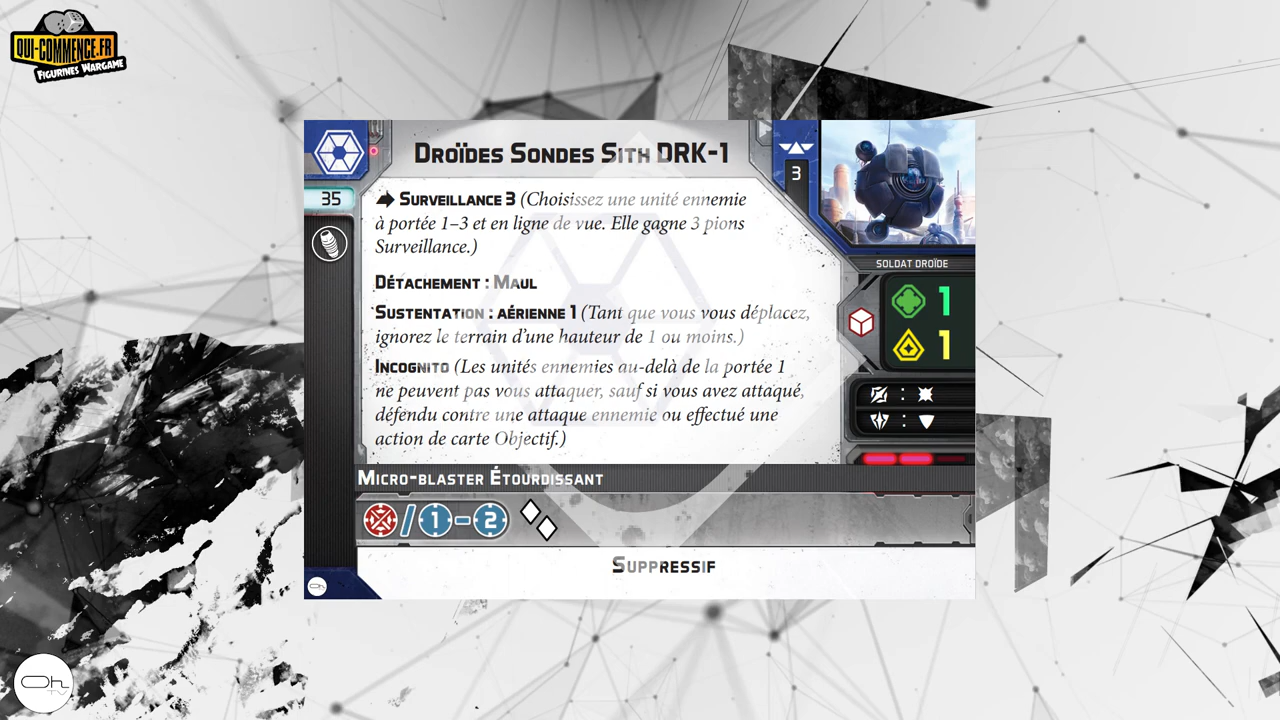 QUI-COMMENCE.FR
FIGURINES WARGAME
DROÏDES SONDES SITH DRK-1
3
35
SURVEILLANCE 3 (Choisissez une unité ennemie
à portée 1–3 et en ligne de vue. Elle gagne 3 pions
Surveillance.)
DÉTACHEMENT : MAUL
SUSTENTATION : AÉRIENNE 1 (Tant que vous vous déplacez,
ignorez le terrain d'une hauteur de 1 ou moins.)
INCOGNITO (Les unités ennemies au-delà de la portée 1
ne peuvent pas vous attaquer, sauf si vous avez attaqué,
défendu contre une attaque ennemie ou effectué une
action de carte Objectif.)
SOLDAT DROÏDE
1
1
:
:
MICRO-BLASTER ÉTOURDISSANT
/ 1 – 2
SUPPRESSIF
Oh
Oh
TV